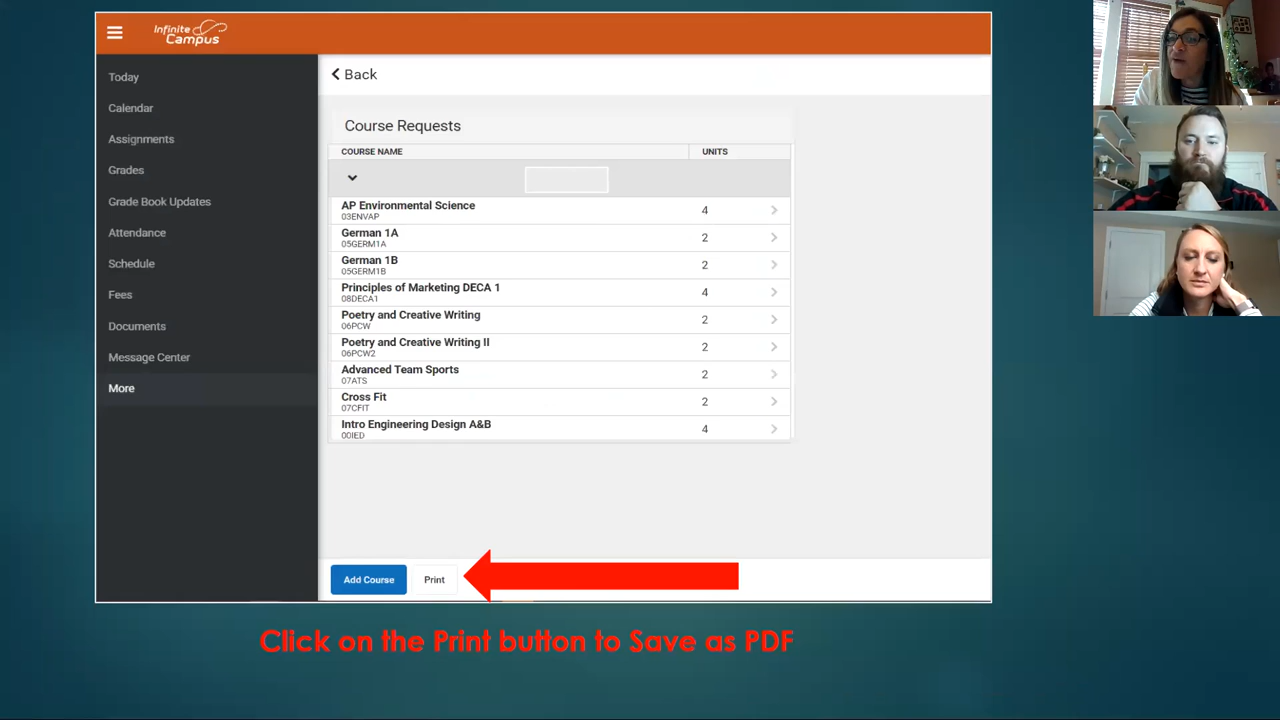 Infinite
Campus
Today
Calendar
Assignments
Grades
Grade Book Updates
Attendance
Schedule
Fees
Documents
Message Center
More
Back
Course Requests
COURSE NAME UNITS
AP Environmental Science 4
03ENVAP
German 1A 2
05GERM1A
German 1B 2
05GERM1B
Principles of Marketing DECA 1 4
08DECA1
Poetry and Creative Writing 2
06PCW
Poetry and Creative Writing II 2
06PCW2
Advanced Team Sports 2
07ATS
Cross Fit 2
07CFIT
Intro Engineering Design A&B 4
00IED
Add Course Print
Click on the Print button to Save as PDF